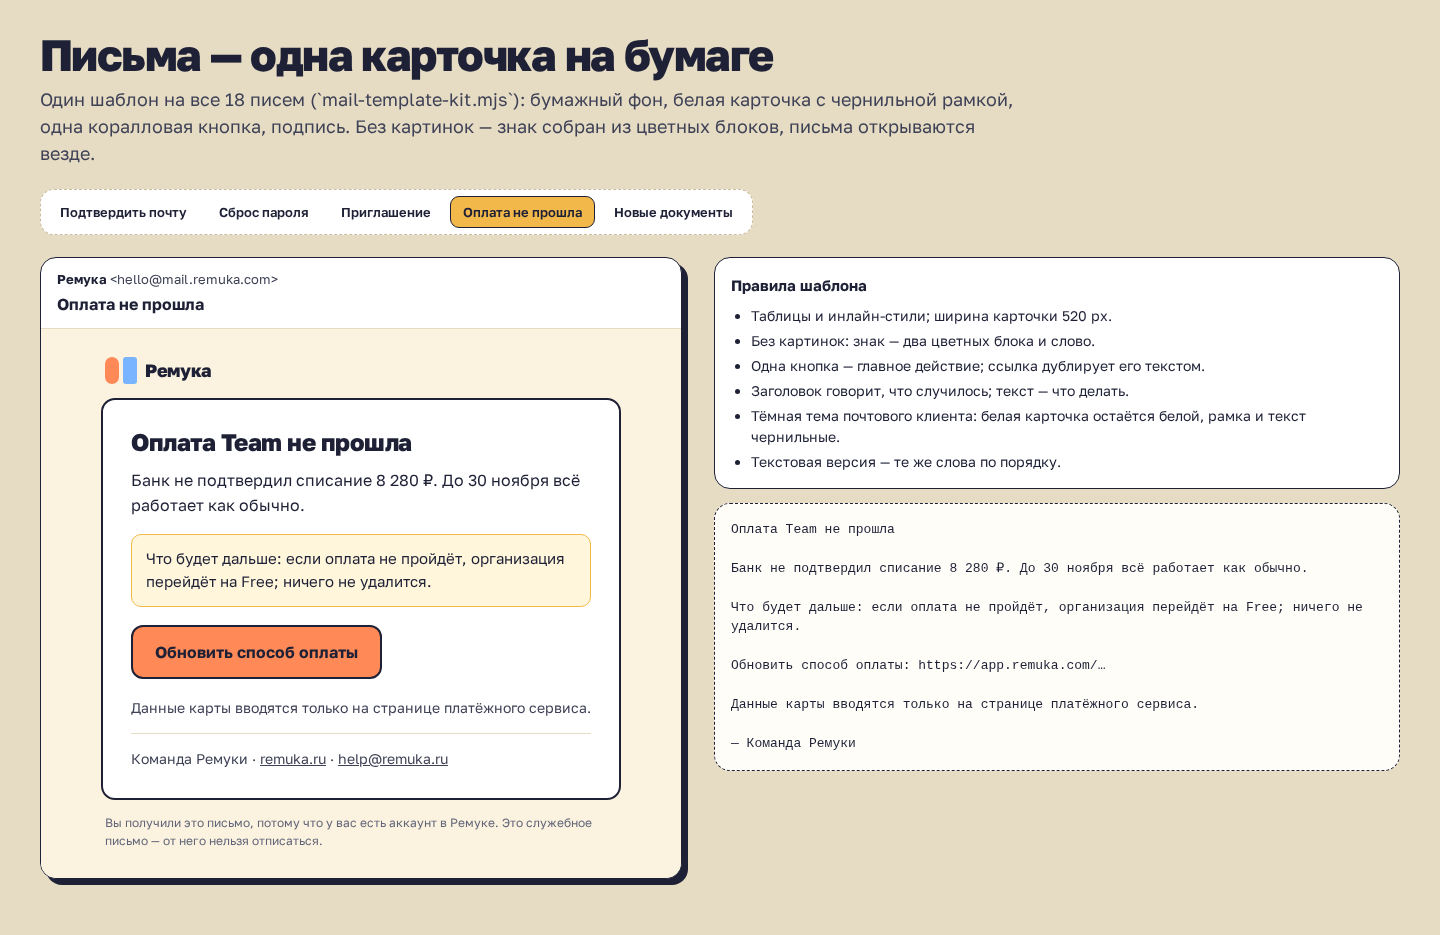 Письма — одна карточка на бумаге
Один шаблон на все 18 писем (`mail-template-kit.mjs`): бумажный фон, белая карточка с чернильной рамкой,
одна коралловая кнопка, подпись. Без картинок — знак собран из цветных блоков, письма открываются
везде.
Подтвердить почту
Сброс пароля
Приглашение
Оплата не прошла
Новые документы
Ремука <hello@mail.remuka.com>
Оплата не прошла
Ремука
Оплата Team не прошла
Банк не подтвердил списание 8 280 ₽. До 30 ноября всё
работает как обычно.
Что будет дальше: если оплата не пройдёт, организация
перейдёт на Free; ничего не удалится.
Обновить способ оплаты
Данные карты вводятся только на странице платёжного сервиса.
Команда Ремуки · remuka.ru · help@remuka.ru
Вы получили это письмо, потому что у вас есть аккаунт в Ремуке. Это служебное
письмо — от него нельзя отписаться.
Правила шаблона
• Таблицы и инлайн-стили; ширина карточки 520 px.
• Без картинок: знак — два цветных блока и слово.
• Одна кнопка — главное действие; ссылка дублирует его текстом.
• Заголовок говорит, что случилось; текст — что делать.
• Тёмная тема почтового клиента: белая карточка остаётся белой, рамка и текст
чернильные.
• Текстовая версия — те же слова по порядку.
Оплата Team не прошла
Банк не подтвердил списание 8 280 ₽. До 30 ноября всё работает как обычно.
Что будет дальше: если оплата не пройдёт, организация перейдёт на Free; ничего не
удалится.
Обновить способ оплаты: https://app.remuka.com/…
Данные карты вводятся только на странице платёжного сервиса.
— Команда Ремуки